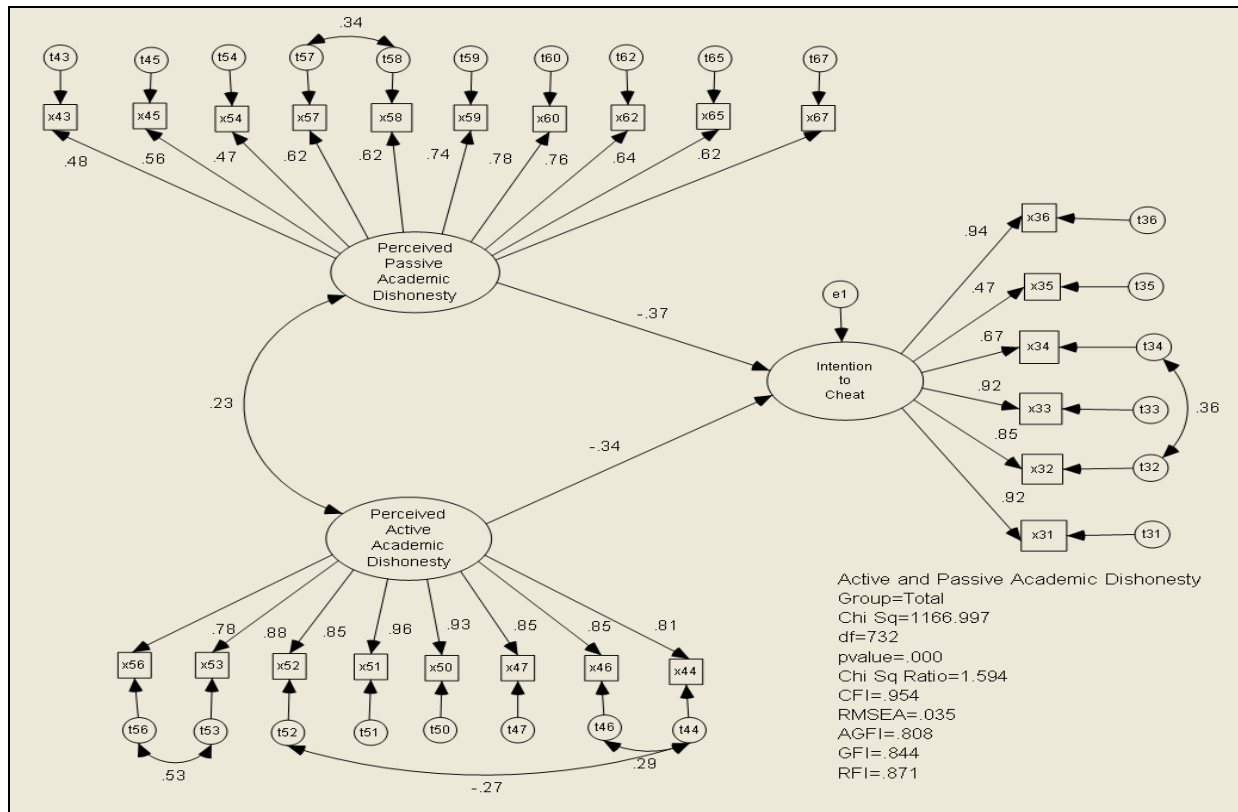 .34
t43 t45 t54 t57 t58 t59 t60 t62 t65 t67
x43 x45 x54 x57 x58 x59 x60 x62 x65 x67
.48 .56 .47 .62 .62 .74 .78 .76 .64 .62
Perceived
Passive
Academic
Dishonesty
-.37
.23
-.34
e1
Intention
to
Cheat
.94 x36 t36
.47 x35 t35
.67 x34 t34
.92 x33 t33
.36
.85 x32 t32
.92 x31 t31
Perceived
Active
Academic
Dishonesty
.78 .88 .85 .96 .93 .85 .85 .81
x56 x53 x52 x51 x50 x47 x46 x44
t56 t53 t52 t51 t50 t47 t46 t44
.53 -.27 .29
Active and Passive Academic Dishonesty
Group=Total
Chi Sq=1166.997
df=732
pvalue=.000
Chi Sq Ratio=1.594
CFI=.954
RMSEA=.035
AGFI=.808
GFI=.844
RFI=.871